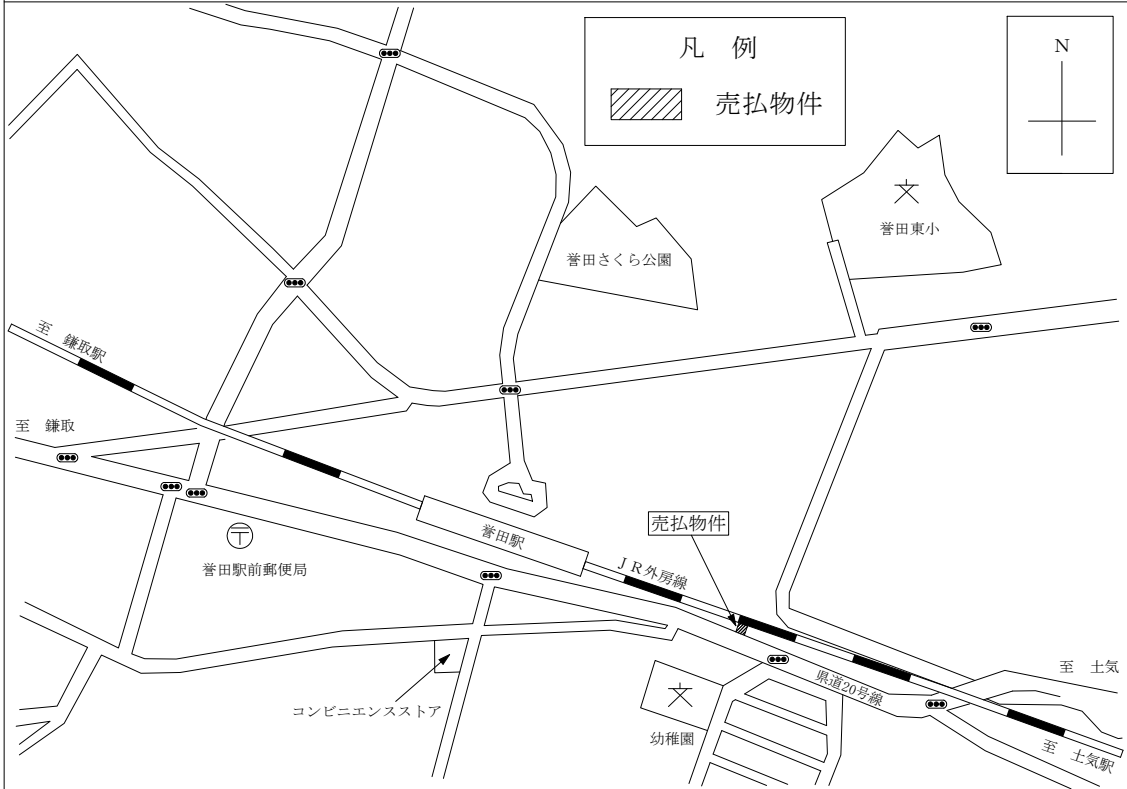 凡 例
売払物件
N
誉田東小
誉田さくら公園
至 鎌取駅
至 鎌取
誉田駅
売払物件
JR外房線
誉田駅前郵便局
県道20号線
至 土気
コンビニエンスストア
幼稚園
至 土気駅